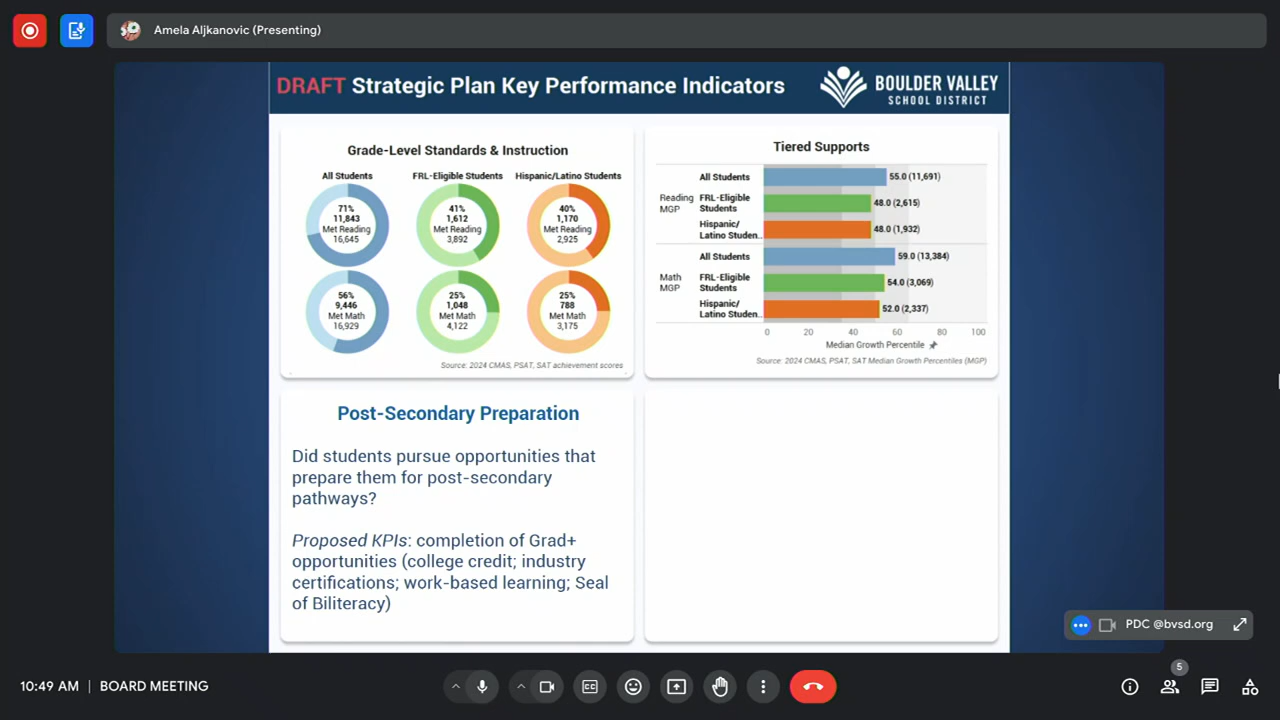 Amela Aljkanovic (Presenting)
DRAFT Strategic Plan Key Performance Indicators
BOULDER VALLEY
SCHOOL DISTRICT
Grade-Level Standards & Instruction
All Students
FRL-Eligible Students
Hispanic/Latino Students
71%
11,843
Met Reading
16,645
41%
1,612
Met Reading
3,892
40%
1,170
Met Reading
2,925
56%
9,446
Met Math
16,929
25%
1,048
Met Math
4,122
25%
788
Met Math
3,175
Source: 2024 CMAS, PSAT, SAT achievement scores
Tiered Supports
Reading
MGP
All Students
55.0 (11,691)
FRL-Eligible
Students
48.0 (2,615)
Hispanic/
Latino Studen..
48.0 (1,932)
Math
MGP
All Students
59.0 (13,384)
FRL-Eligible
Students
54.0 (3,069)
Hispanic/
Latino Studen..
52.0 (2,337)
0 20 40 60 80 100
Median Growth Percentile
Source: 2024 CMAS, PSAT, SAT Median Growth Percentiles (MGP)
Post-Secondary Preparation
Did students pursue opportunities that
prepare them for post-secondary
pathways?
Proposed KPIs: completion of Grad+
opportunities (college credit; industry
certifications; work-based learning; Seal
of Biliteracy)
PDC @bvsd.org
10:49 AM | BOARD MEETING
CC
5